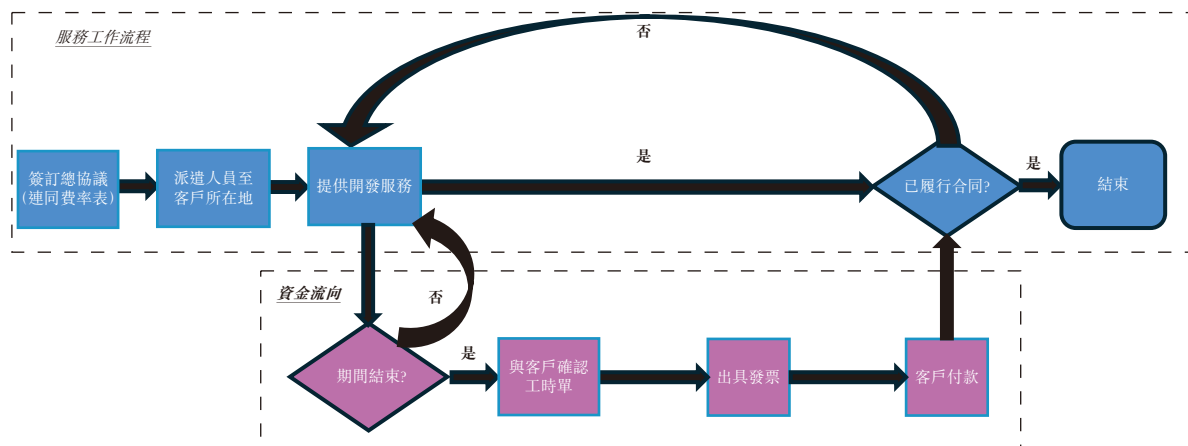 服務工作流程
否
簽訂總協議
(連同費率表)
派遣人員至
客戶所在地
提供開發服務
是
已履行合同?
是
結束
資金流向
否
期間結束?
是
與客戶確認
工時單
出具發票
客戶付款